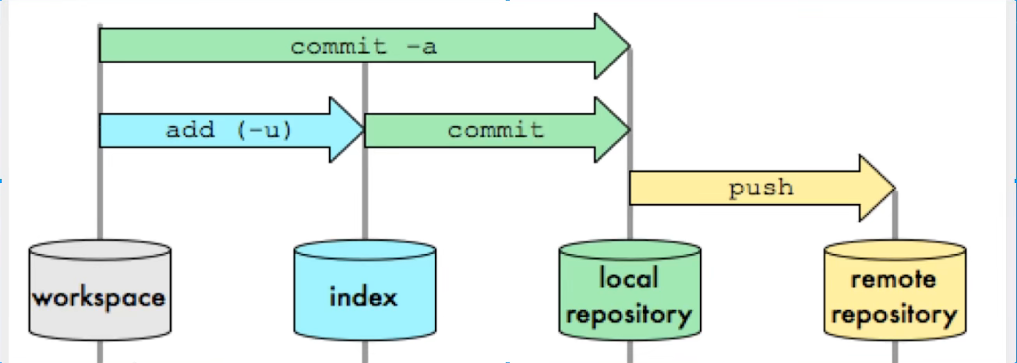 commit -a
add (-u)
commit
push
workspace
index
local
repository
remote
repository